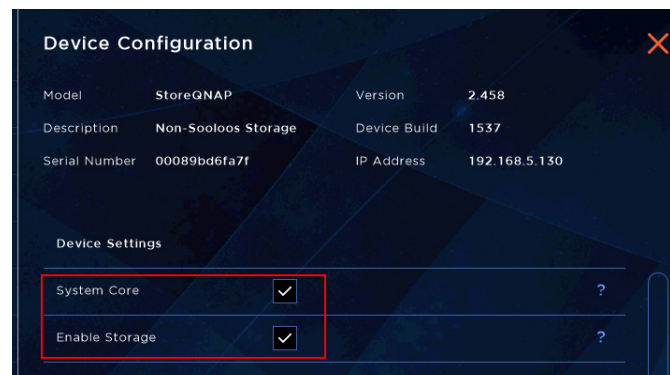 Device Configuration
Model StoreQNAP Version 2.458
Description Non-Sooloos Storage Device Build 1537
Serial Number 00089bd6fa7f IP Address 192.168.5.130
Device Settings
System Core ?
Enable Storage ?